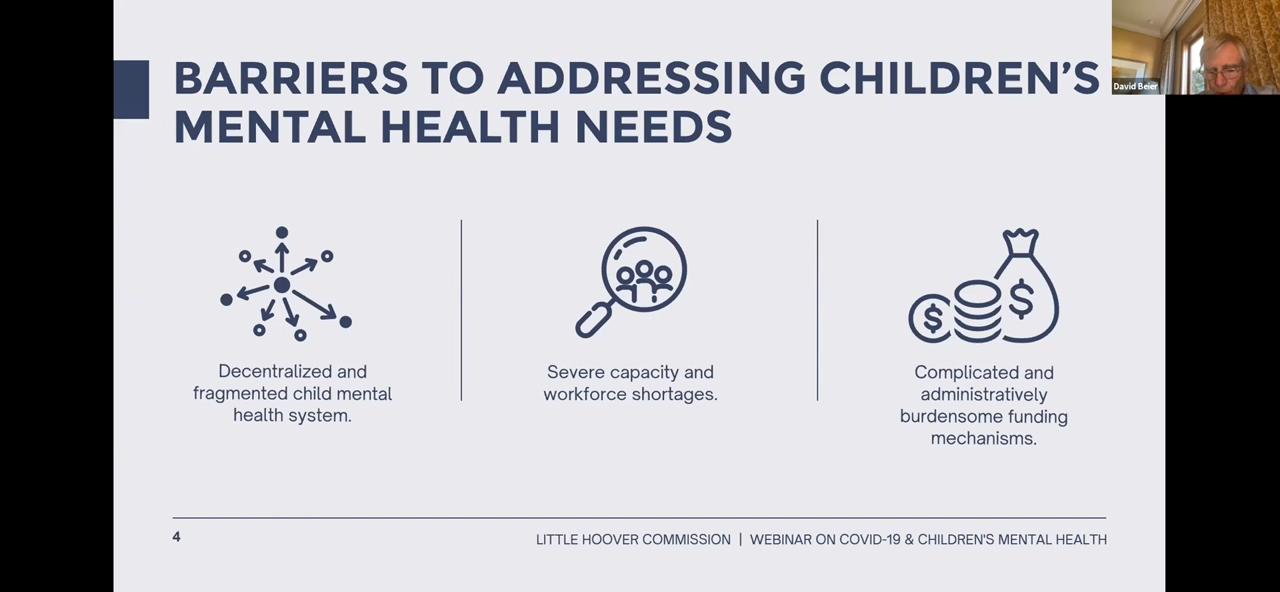 BARRIERS TO ADDRESSING CHILDREN’S
MENTAL HEALTH NEEDS
David Beier
Decentralized and
fragmented child mental
health system.
Severe capacity and
workforce shortages.
$ $
Complicated and
administratively
burdensome funding
mechanisms.
4
LITTLE HOOVER COMMISSION | WEBINAR ON COVID-19 & CHILDREN'S MENTAL HEALTH